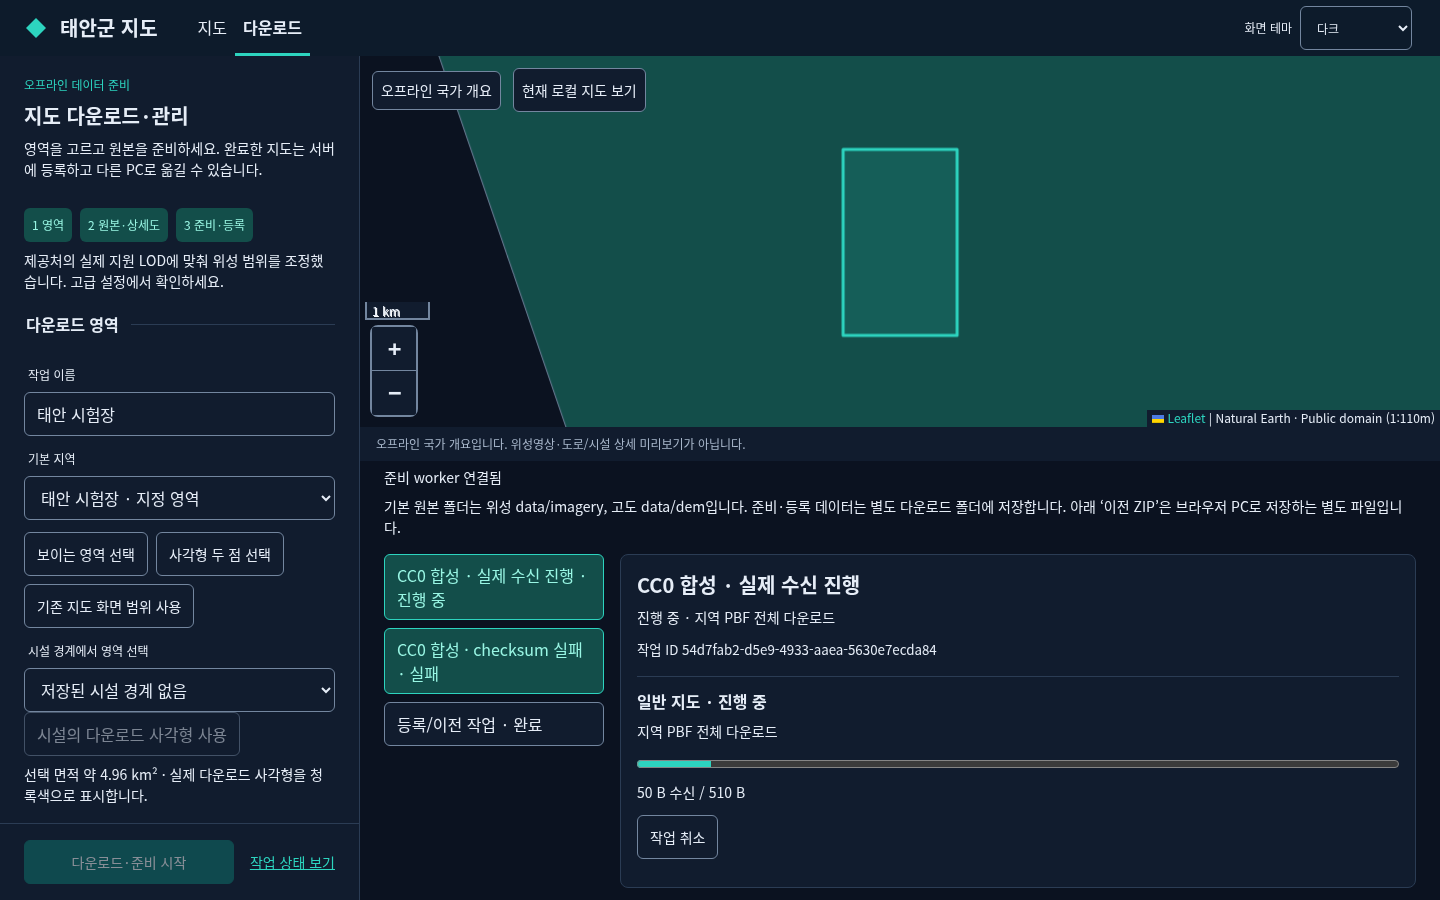 태안군 지도
지도
다운로드
화면 테마
다크
오프라인 데이터 준비
지도 다운로드·관리
영역을 고르고 원본을 준비하세요. 완료한 지도는 서버
에 등록하고 다른 PC로 옮길 수 있습니다.
1 영역
2 원본·상세도
3 준비·등록
제공처의 실제 지원 LOD에 맞춰 위성 범위를 조정했
습니다. 고급 설정에서 확인하세요.
다운로드 영역
작업 이름
태안 시험장
기본 지역
태안 시험장 · 지정 영역
보이는 영역 선택
사각형 두 점 선택
기존 지도 화면 범위 사용
시설 경계에서 영역 선택
저장된 시설 경계 없음
시설의 다운로드 사각형 사용
선택 면적 약 4.96 km² · 실제 다운로드 사각형을 청
록색으로 표시합니다.
다운로드·준비 시작
작업 상태 보기
오프라인 국가 개요
현재 로컬 지도 보기
1 km
+
−
Leaflet | Natural Earth · Public domain (1:110m)
오프라인 국가 개요입니다. 위성영상·도로/시설 상세 미리보기가 아닙니다.
준비 worker 연결됨
기본 원본 폴더는 위성 data/imagery, 고도 data/dem입니다. 준비·등록 데이터는 별도 다운로드 폴더에 저장합니다. 아래 ‘이전 ZIP’은 브라우저 PC로 저장하는 별도 파일입니
다.
CC0 합성 · 실제 수신 진행 ·
진행 중
CC0 합성 · checksum 실패
· 실패
등록/이전 작업 · 완료
CC0 합성 · 실제 수신 진행
진행 중 · 지역 PBF 전체 다운로드
작업 ID 54d7fab2-d5e9-4933-aaea-5630e7ecda84
일반 지도 · 진행 중
지역 PBF 전체 다운로드
50 B 수신 / 510 B
작업 취소